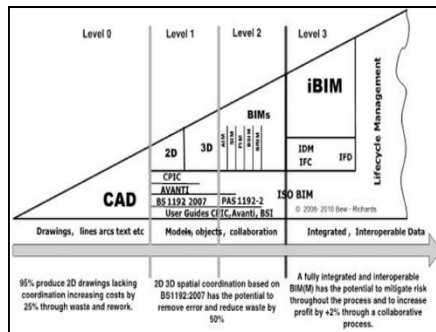 Level 0 Level 1 Level 2 Level 3
iBIM
BIMs
2D 3D
AIM
SIM
FIM
BSIM
BRIM
Lifecycle Management
IDM
IFC IFD
CPIC
AVANTI
BS 1192 2007 PAS 1192-2 ISO BIM
User Guides CPIC, Avanti, BSI
CAD
© 2008-2010 Bew - Richards
Drawings, lines arcs text etc Models, objects, collaboration Integrated, Interoperable Data
95% produce 2D drawings lacking
coordination increasing costs by
25% through waste and rework.
2D 3D spatial coordination based on
BS1192:2007 has the potential to
remove error and reduce waste by
50%
A fully integrated and interoperable
BIM(M) has the potential to mitigate risk
throughout the process and to increase
profit by +2% through a collaborative
process.